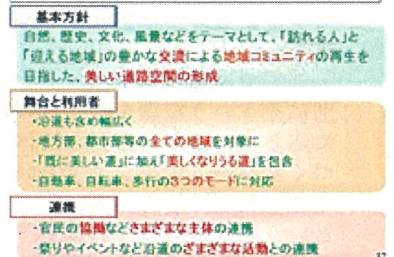 基本方針
自然、歴史、文化、風景などをテーマとして、「訪れる人」と
「迎える地域」の豊かな交流による地域コミュニティの再生を
目指した、美しい道路空間の形成
舞台と利用者
・沿道も含め幅広く
・地方部、都市部等の全ての地域を対象に
・「既に美しい道」に加え「美しくなりうる道」を包含
・自動車、自転車、歩行の3つのモードに対応
連携
・官民の協働などさまざまな主体の連携
・祭りやイベントなど沿道のさまざまな活動との連携
37